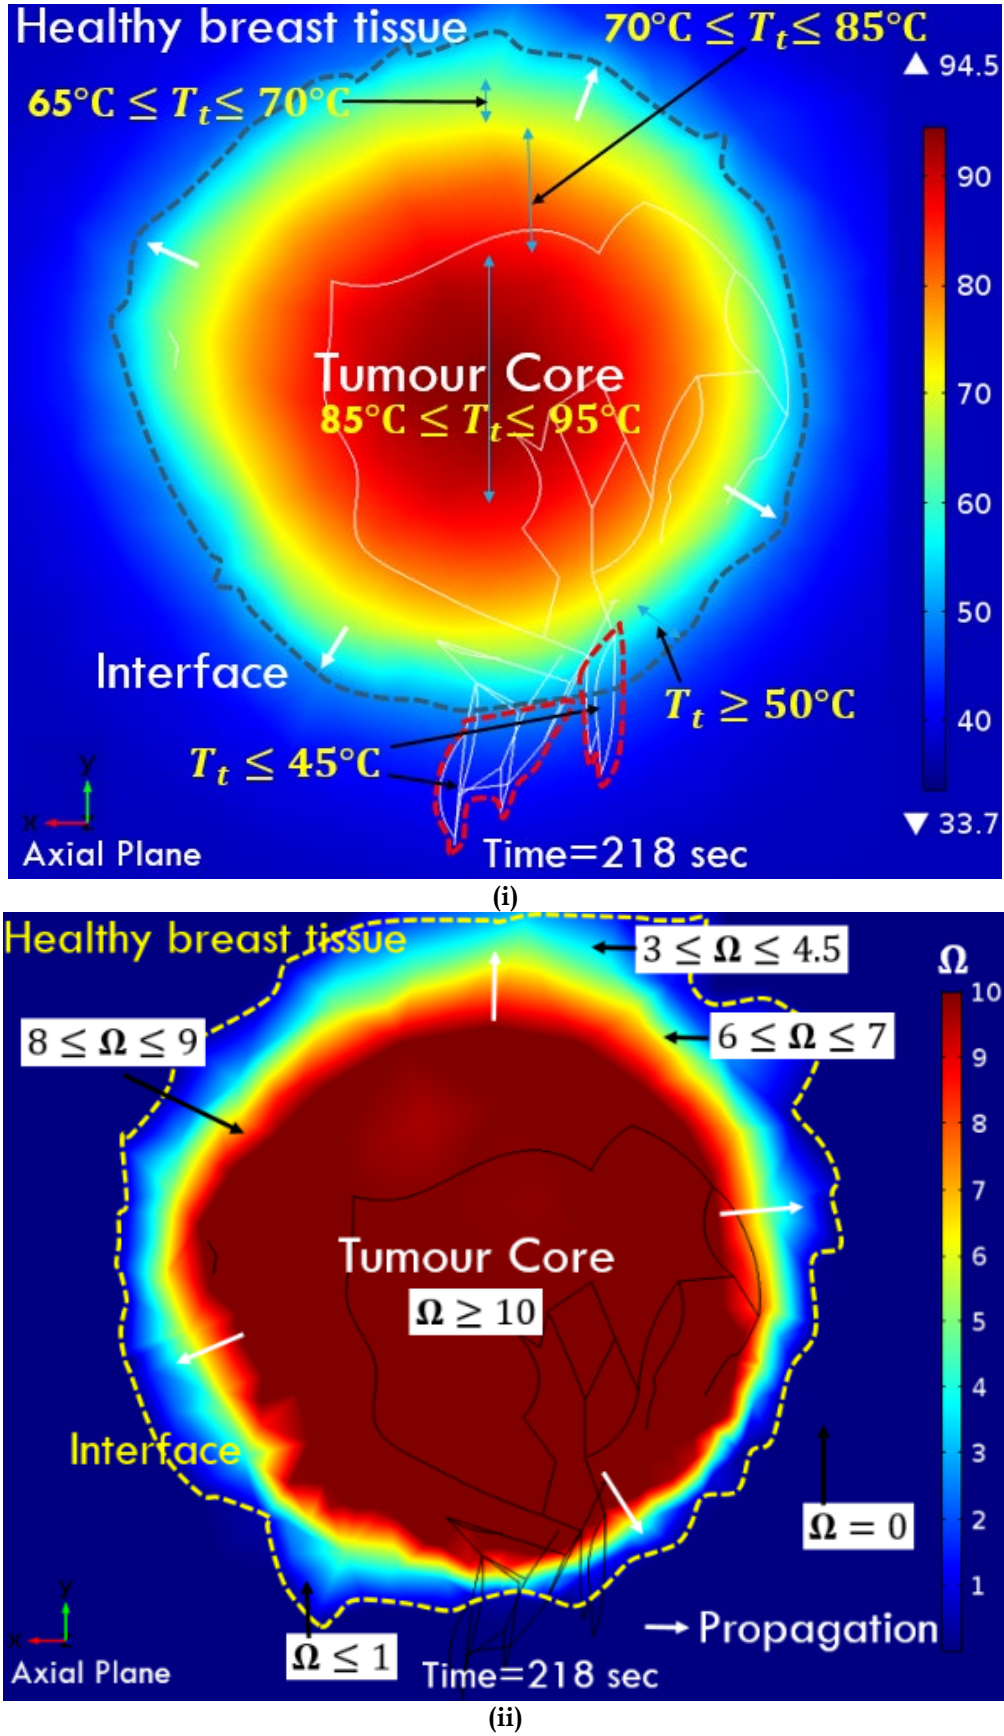 Healthy breast tissue
70°C ≤ Tt ≤ 85°C
94.5
65°C ≤ Tt ≤ 70°C
90
80
Tumour Core
85°C ≤ Tt ≤ 95°C
70
60
50
Interface
Tt ≥ 50°C
40
Tt ≤ 45°C
y
x
z
33.7
Axial Plane
Time=218 sec
(i)
Healthy breast tissue
3 ≤ Ω ≤ 4.5
Ω
10
8 ≤ Ω ≤ 9
6 ≤ Ω ≤ 7
9
8
7
Tumour Core
6
Ω ≥ 10
5
4
Interface
3
Ω = 0
2
1
y
x
z
Propagation
Ω ≤ 1
Axial Plane
Time=218 sec
(ii)